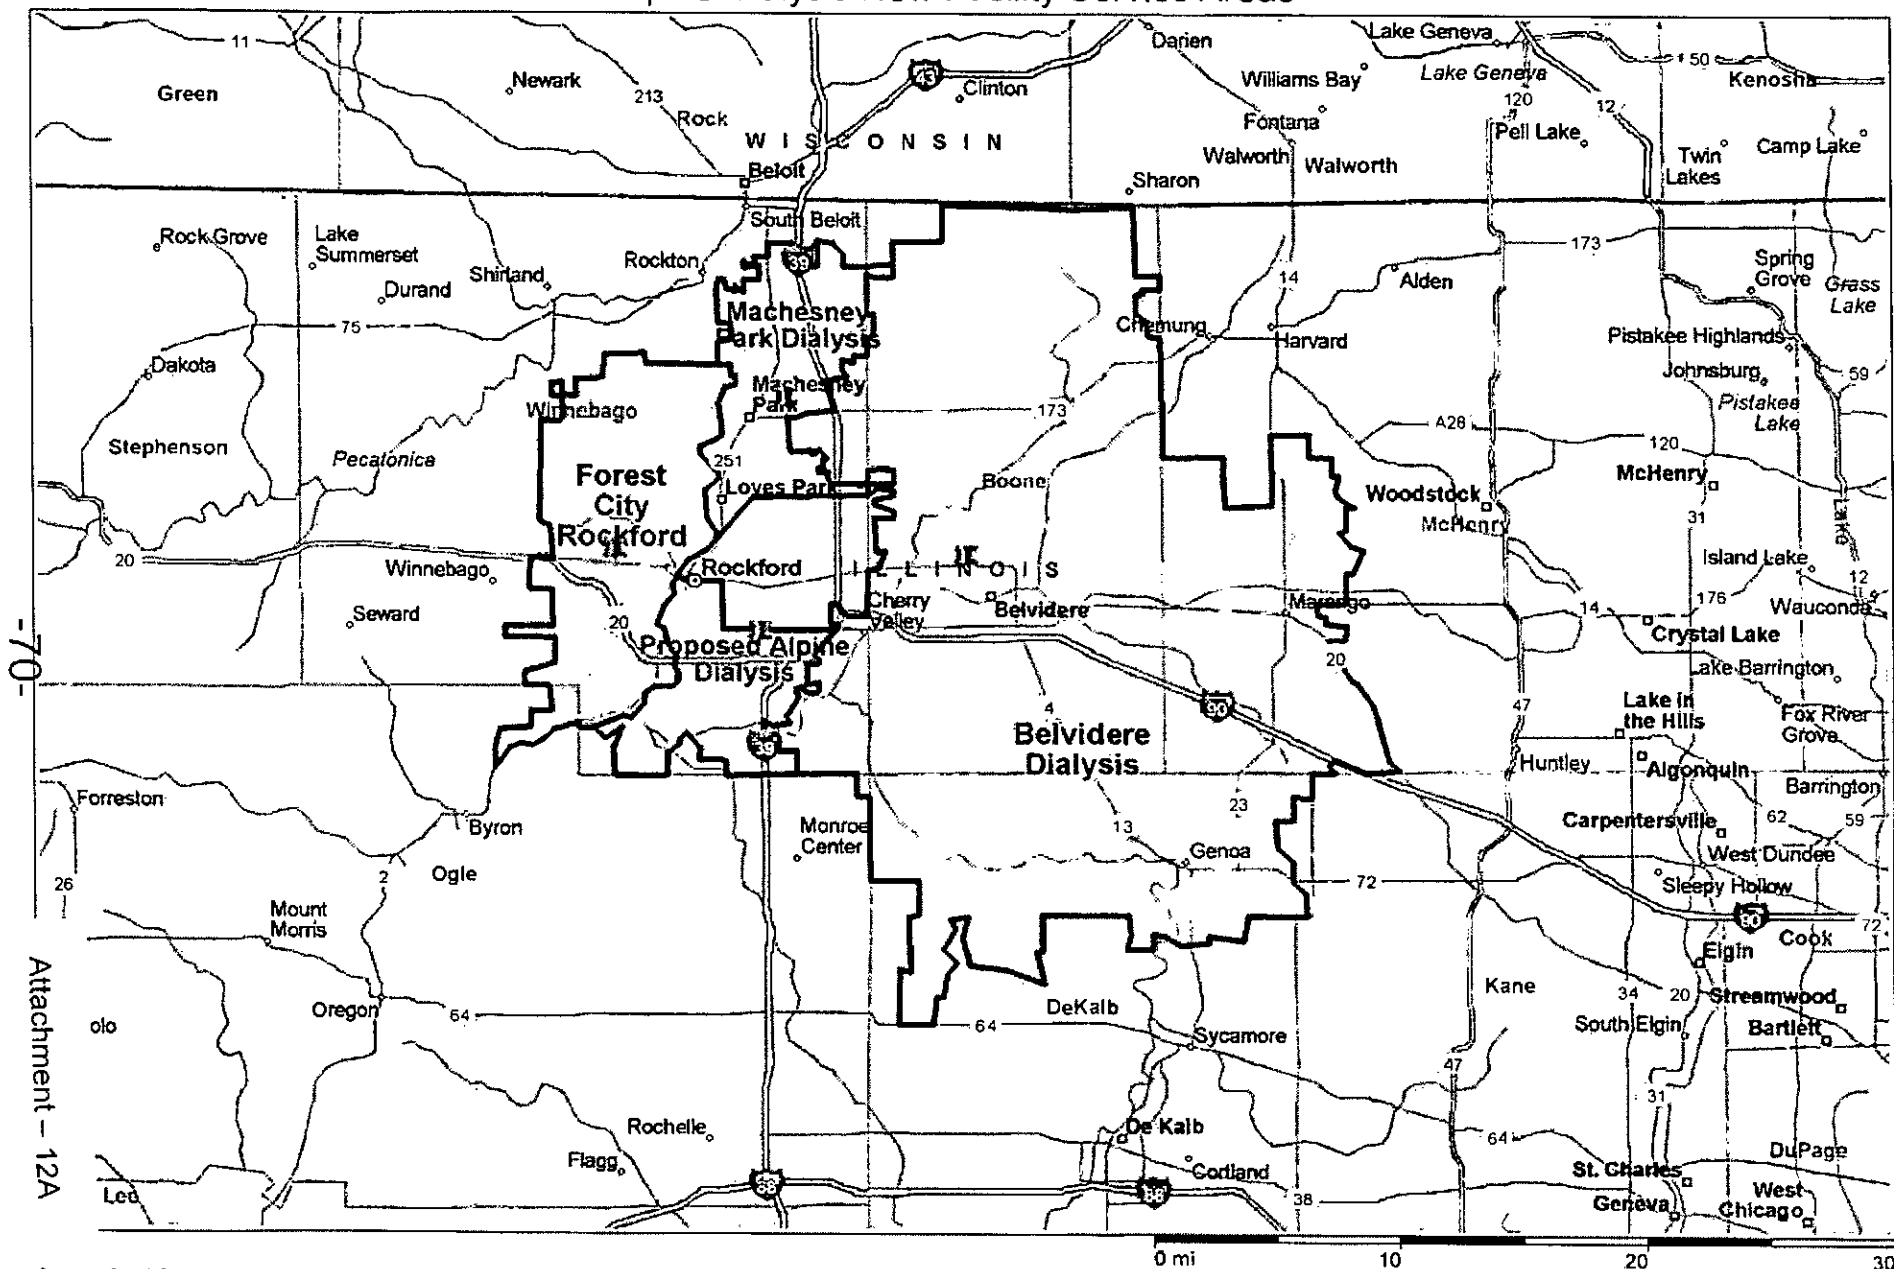 11
Green
Newark
213
Rock
43
Clinton
WISCONSIN
Beloit
South Beloit
Darien
Lake Geneva
Williams Bay
Lake Geneva
50
Kenosha
120
12
Fontana
Pell Lake
Walworth
Walworth
Twin
Lakes
Camp Lake
Sharon
Rock Grove
Lake
Summerset
Durand
Shirland
Rockton
39
173
Spring
Grove
Grass
Lake
14
Alden
75
Machesney
Park Dialysis
Chemung
Harvard
Pistakee Highlands
Dakota
Johnsburg
59
Pistakee
Lake
Machesney
Park
Winnebago
173
Stephenson
Pecatonica
A28
120
251
Forest
City
Rockford
Loves Park
Boone
Woodstock
McHenry
McHenry
31
Lake
20
Winnebago
Rockford
ILLINOIS
Island Lake
12
Cherry
Valley
Belvidere
Marengo
14
176
Wauconda
Seward
20
Crystal Lake
Proposed Alpine
Dialysis
20
Lake Barrington
-70-
4
90
47
Lake in
the Hills
Fox River
Grove
39
Belvidere
Dialysis
Huntley
Algonquin
Barrington
Forreston
23
Byron
Monroe
Center
13
Carpentersville
62
59
Genoa
West Dundee
26
2
Ogle
72
Sleepy Hollow
Mount
Morris
90
72
Cook
Elgin
Attachment – 12A
Oregon
64
DeKalb
Kane
34
20
Streamwood
olo
64
Sycamore
South Elgin
Bartlett
47
31
Rochelle
De Kalb
64
DuPage
Flagg
Cortland
St. Charles
Lee
88
38
Geneva
West
Chicago
0 mi
10
20
30